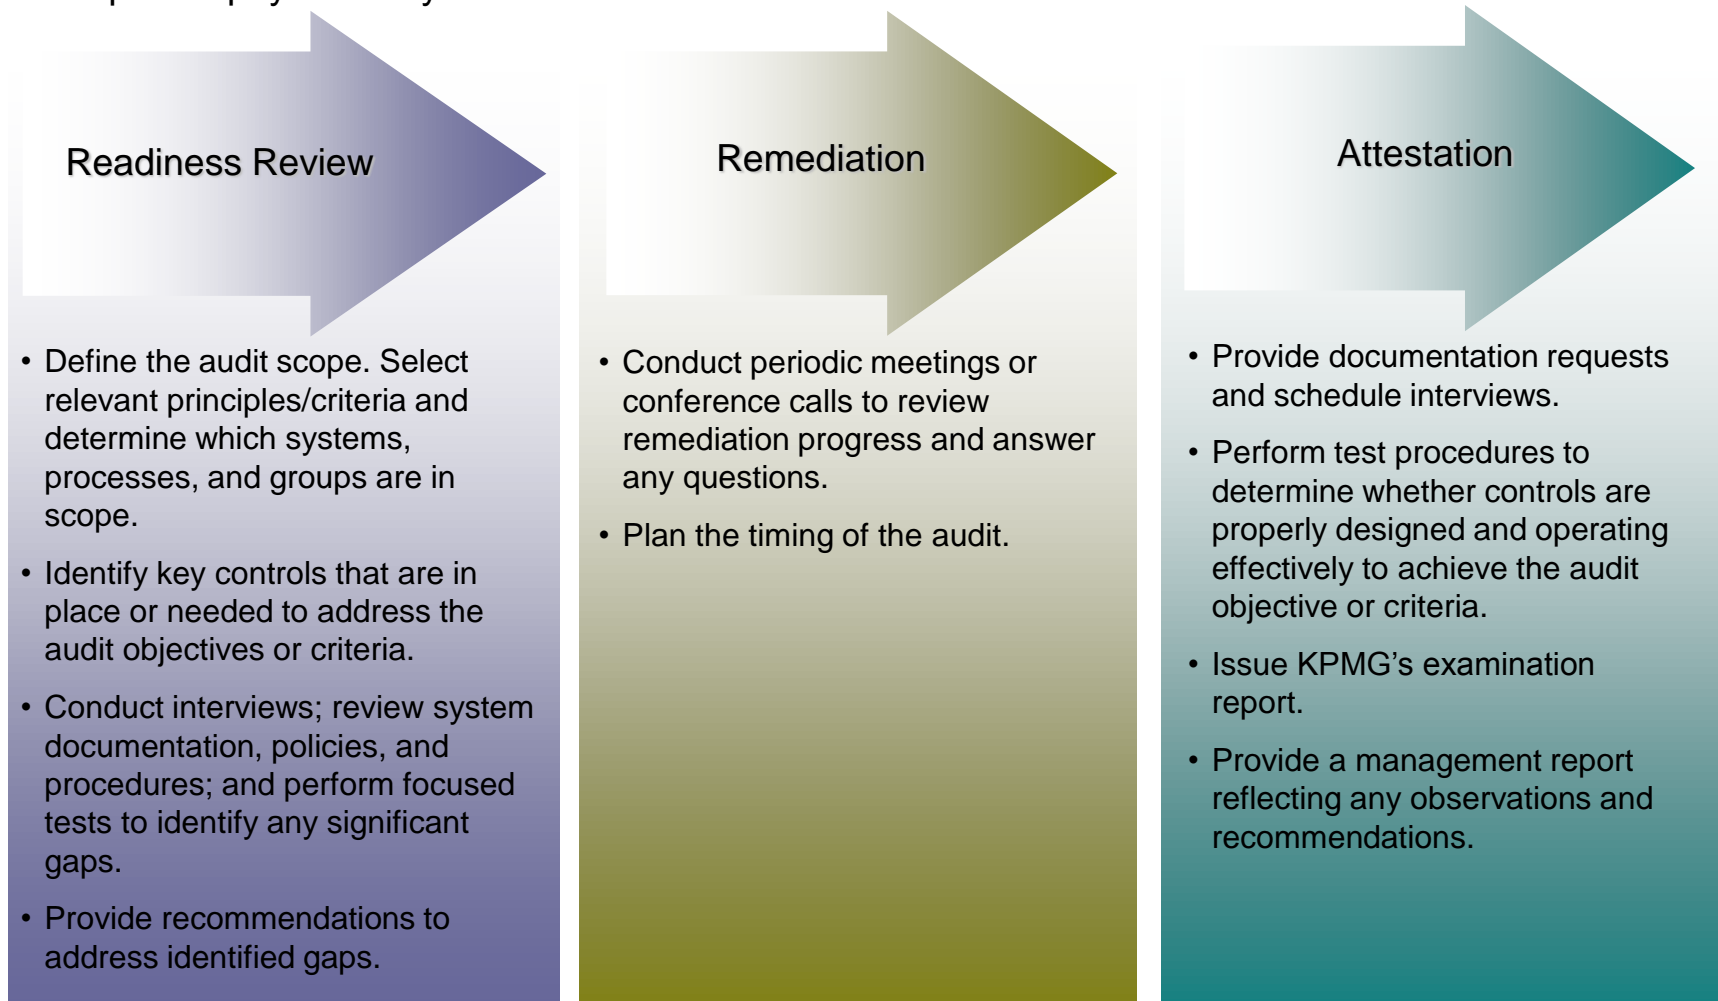 Readiness Review
• Define the audit scope. Select
relevant principles/criteria and
determine which systems,
processes, and groups are in
scope.
• Identify key controls that are in
place or needed to address the
audit objectives or criteria.
• Conduct interviews; review system
documentation, policies, and
procedures; and perform focused
tests to identify any significant
gaps.
• Provide recommendations to
address identified gaps.
Remediation
• Conduct periodic meetings or
conference calls to review
remediation progress and answer
any questions.
• Plan the timing of the audit.
Attestation
• Provide documentation requests
and schedule interviews.
• Perform test procedures to
determine whether controls are
properly designed and operating
effectively to achieve the audit
objective or criteria.
• Issue KPMG’s examination
report.
• Provide a management report
reflecting any observations and
recommendations.